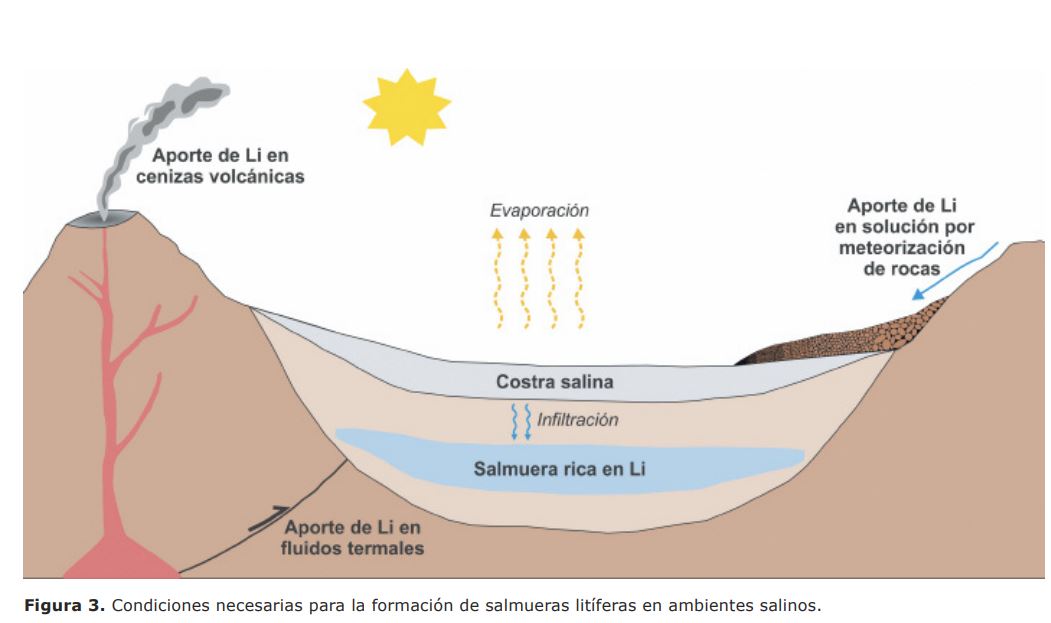 Aporte de Li en
cenizas volcánicas
Evaporación
Aporte de Li
en solución por
meteorización
de rocas
Costra salina
Infiltración
Salmuera rica en Li
Aporte de Li en
fluidos termales
Figura 3. Condiciones necesarias para la formación de salmueras litíferas en ambientes salinos.